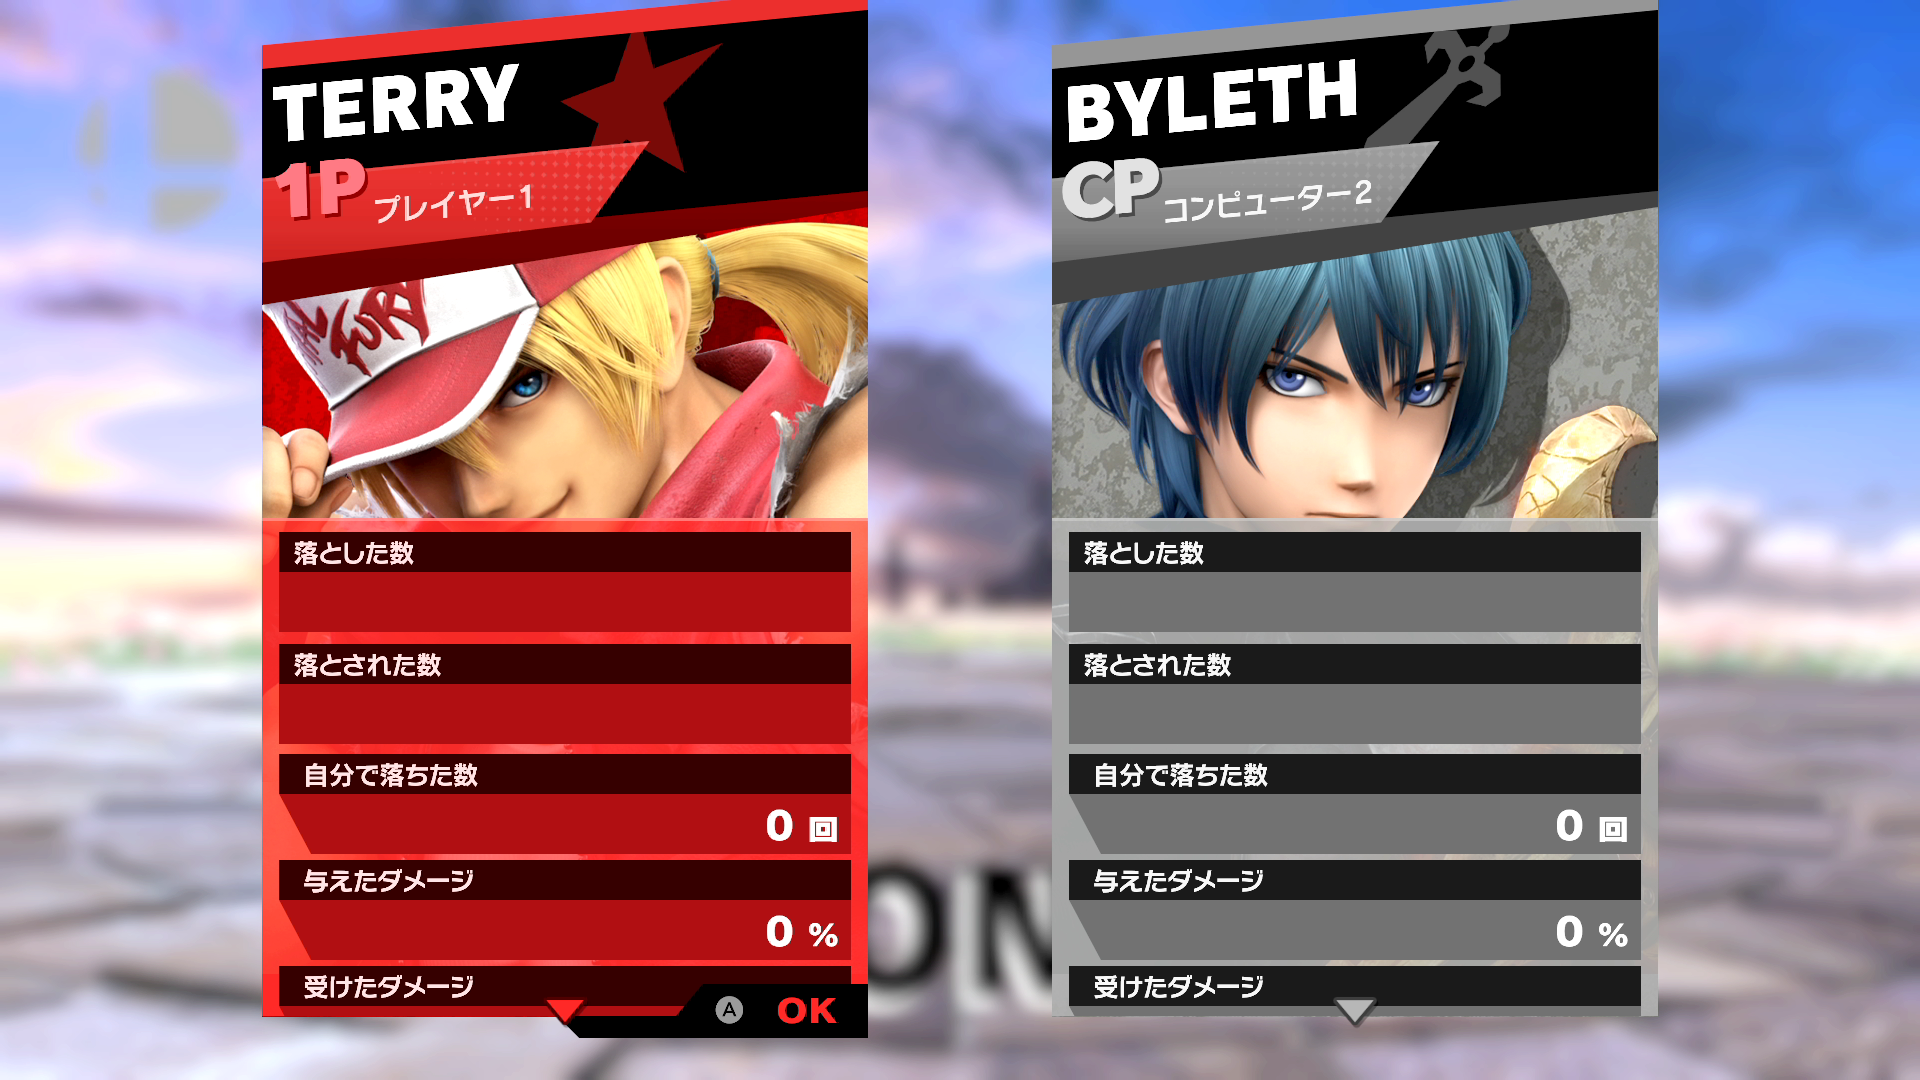 TERRY
1P プレイヤー1
FURY
落とした数
落とされた数
自分で落ちた数
0 回
与えたダメージ
0 %
受けたダメージ
A OK
BYLETH
CP コンピューター2
落とした数
落とされた数
自分で落ちた数
0 回
与えたダメージ
0 %
受けたダメージ